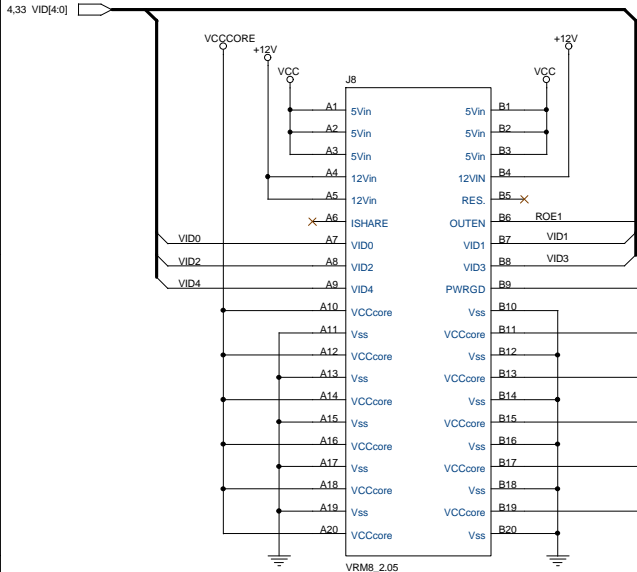 4,33 VID[4:0]
VCCCORE
+12V
VCC
+12V
VCC
J8
A1 5Vin 5Vin B1
A2 5Vin 5Vin B2
A3 5Vin 5Vin B3
A4 12Vin 12VIN B4
A5 12Vin RES. B5
A6 ISHARE OUTEN B6 ROE1
VID0 A7 VID0 VID1 B7 VID1
VID2 A8 VID2 VID3 B8 VID3
VID4 A9 VID4 PWRGD B9
A10 VCCcore Vss B10
A11 Vss VCCcore B11
A12 VCCcore Vss B12
A13 Vss VCCcore B13
A14 VCCcore Vss B14
A15 Vss VCCcore B15
A16 VCCcore Vss B16
A17 Vss VCCcore B17
A18 VCCcore Vss B18
A19 Vss VCCcore B19
A20 VCCcore Vss B20
VRM8_2.05